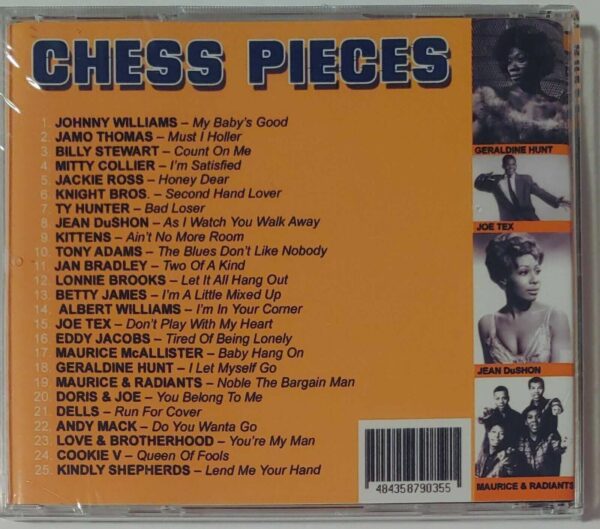 CHESS PIECES
1. JOHNNY WILLIAMS – My Baby's Good
2. JAMO THOMAS – Must I Holler
3. BILLY STEWART – Count On Me
4. MITTY COLLIER – I'm Satisfied
5. JACKIE ROSS – Honey Dear
6. KNIGHT BROS. – Second Hand Lover
7. TY HUNTER – Bad Loser
8. JEAN DuSHON – As I Watch You Walk Away
9. KITTENS – Ain't No More Room
10. TONY ADAMS – The Blues Don't Like Nobody
11. JAN BRADLEY – Two Of A Kind
12. LONNIE BROOKS – Let It All Hang Out
13. BETTY JAMES – I'm A Little Mixed Up
14. ALBERT WILLIAMS – I'm In Your Corner
15. JOE TEX – Don't Play With My Heart
16. EDDY JACOBS – Tired Of Being Lonely
17. MAURICE McALLISTER – Baby Hang On
18. GERALDINE HUNT – I Let Myself Go
19. MAURICE & RADIANTS – Noble The Bargain Man
20. DORIS & JOE – You Belong To Me
21. DELLS – Run For Cover
22. ANDY MACK – Do You Wanta Go
23. LOVE & BROTHERHOOD – You're My Man
24. COOKIE V – Queen Of Fools
25. KINDLY SHEPHERDS – Lend Me Your Hand
GERALDINE HUNT
JOE TEX
JEAN DuSHON
MAURICE & RADIANTS
484358790355